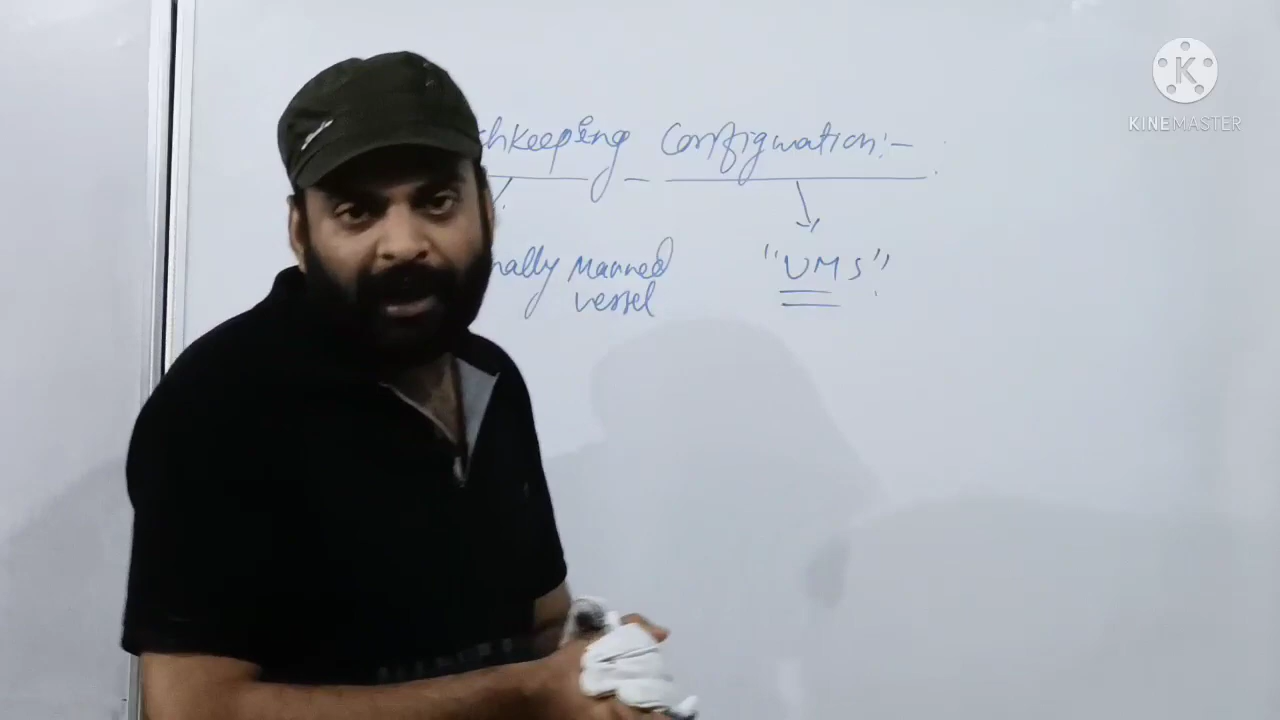 chkeeping Configuration:-
nally Manned "UMS"
vessel
K
KINEMASTER